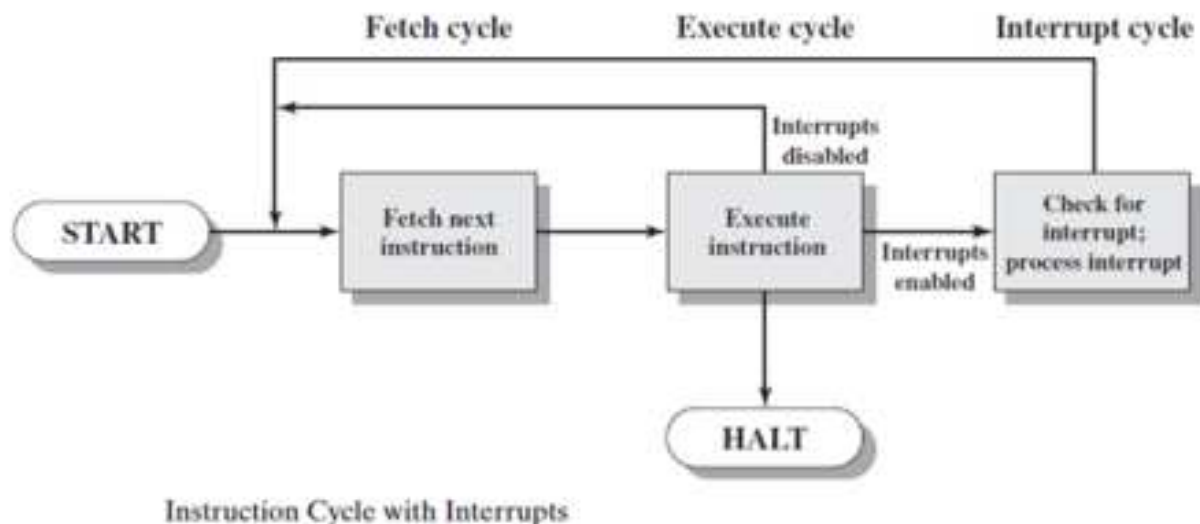 Fetch cycle
Execute cycle
Interrupt cycle
Interrupts
disabled
START
Fetch next
instruction
Execute
instruction
Interrupts
enabled
Check for
interrupt;
process interrupt
HALT
Instruction Cycle with Interrupts